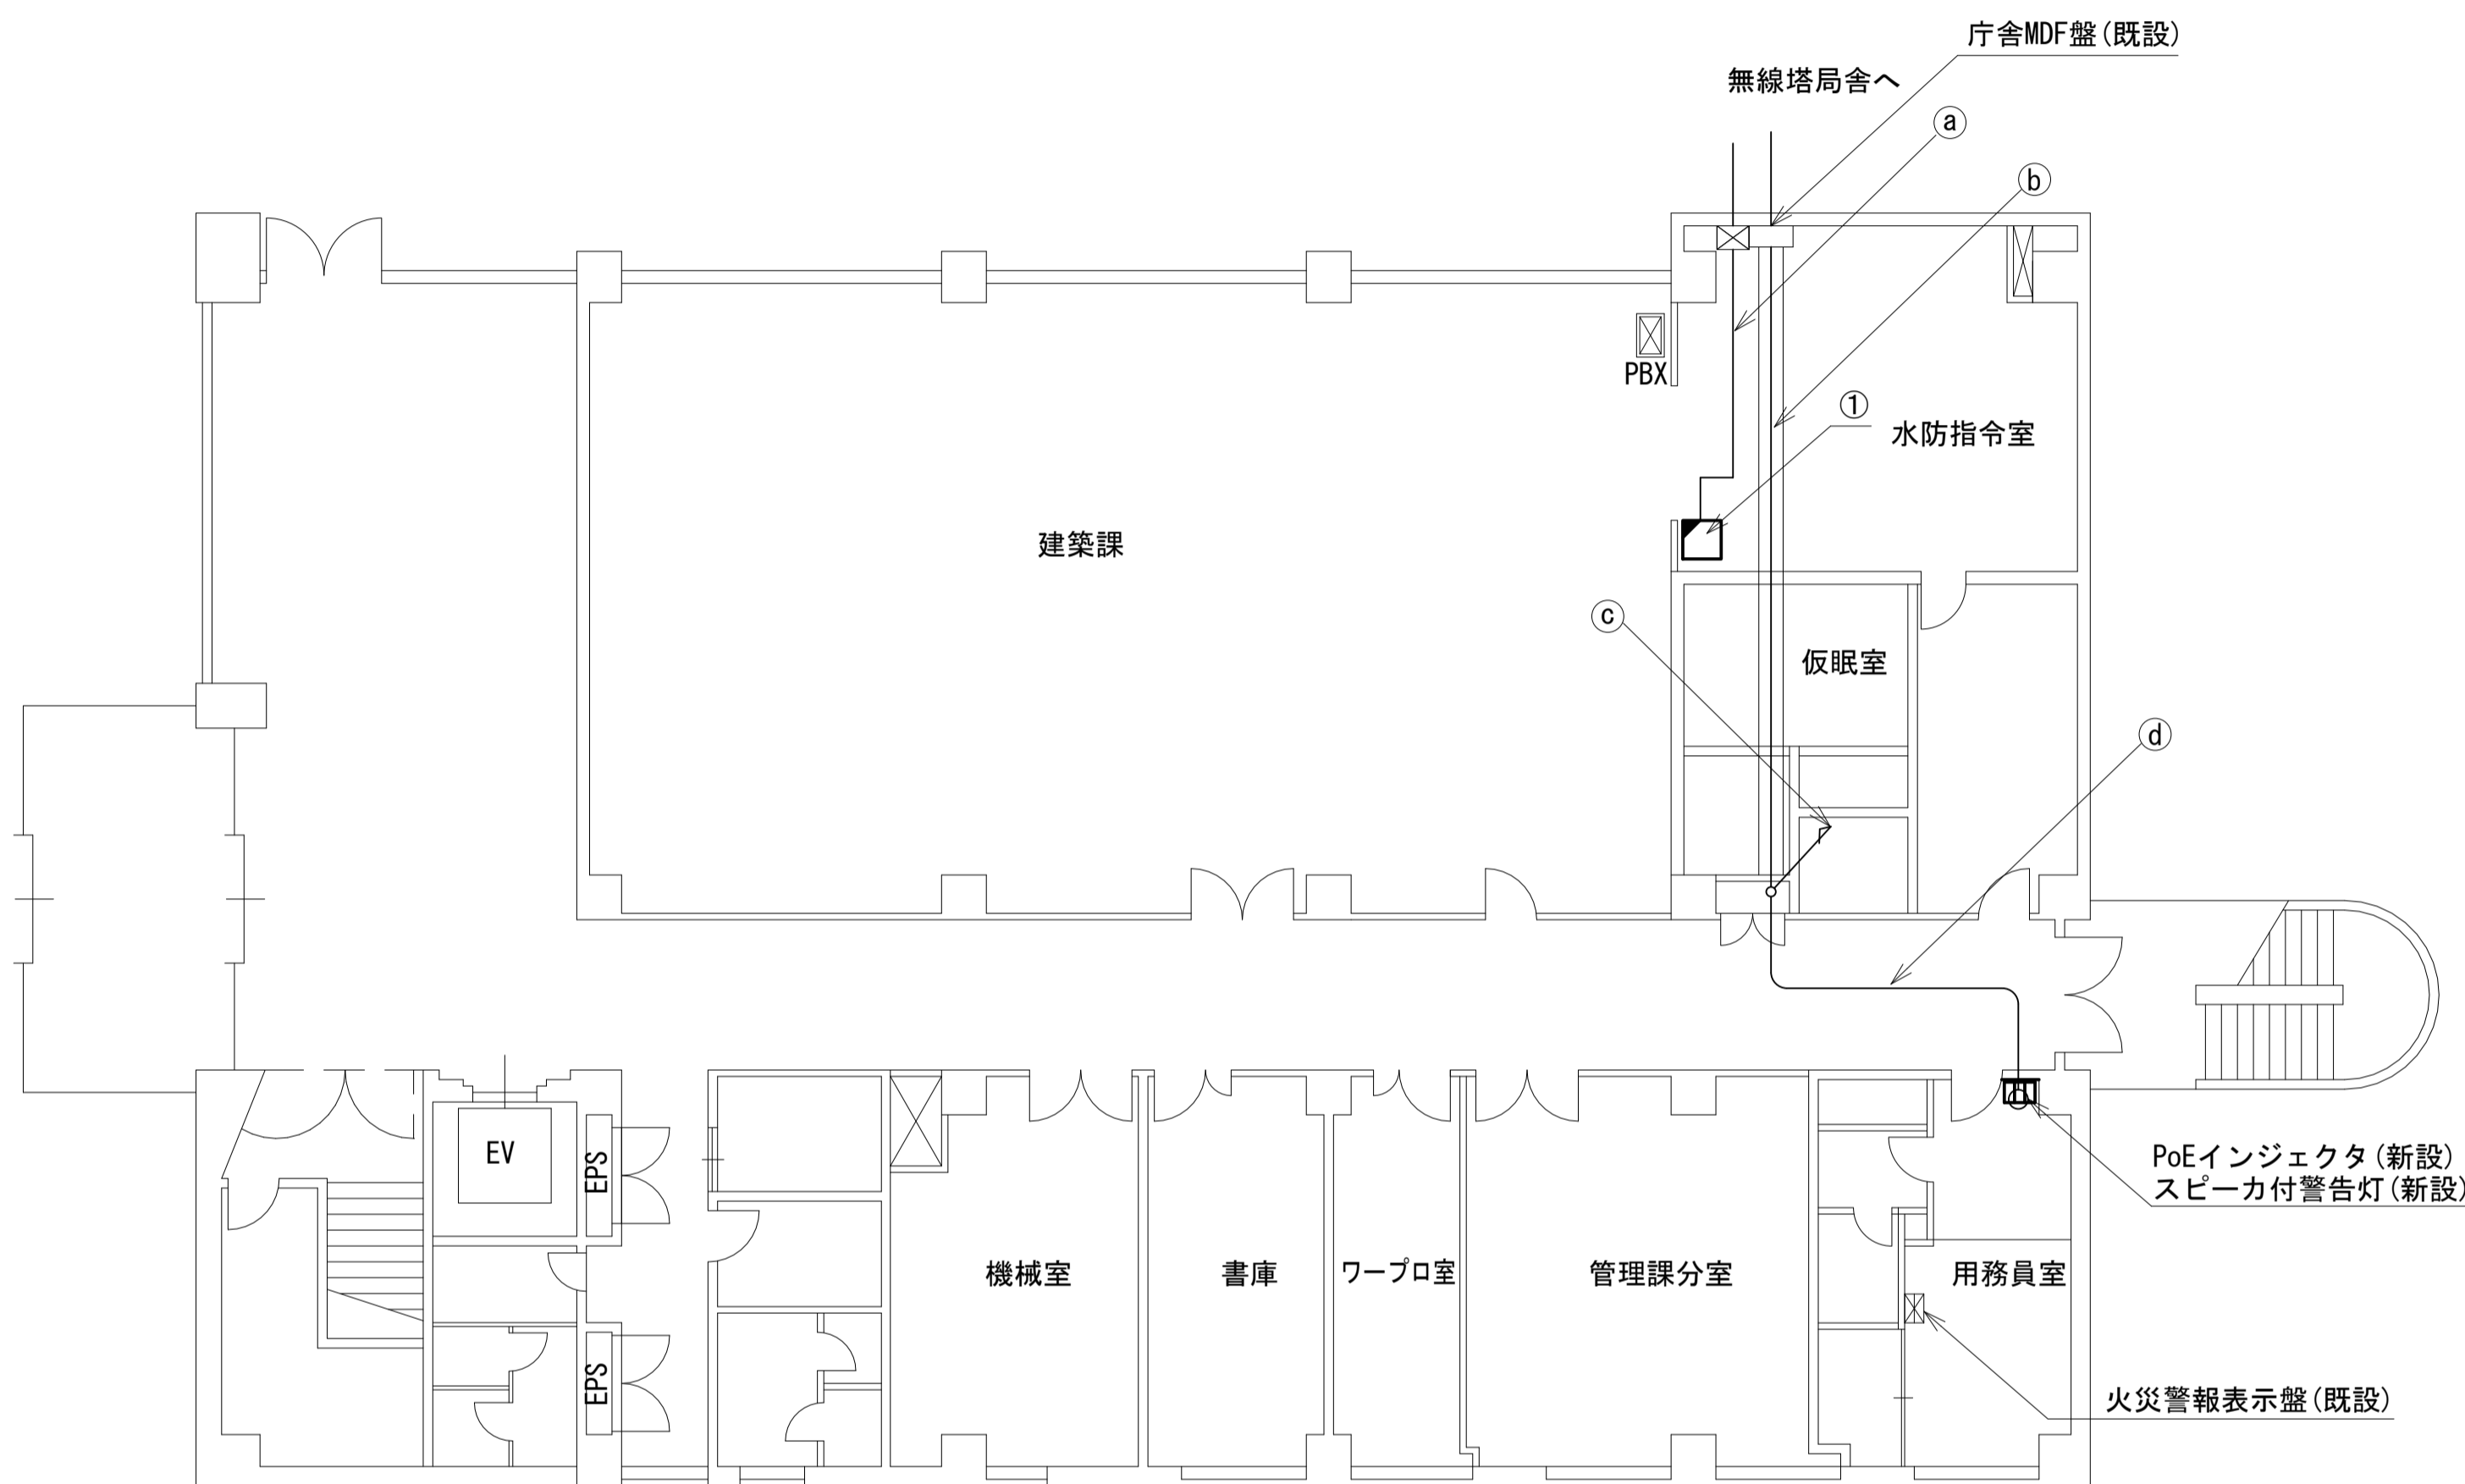 庁舎MDF盤(既設)
無線塔局舎へ
ⓐ
ⓑ
PBX
①
水防指令室
建築課
ⓒ
仮眠室
ⓓ
EV
EPS
PoEインジェクタ(新設)
スピーカ付警告灯(新設)
機械室
書庫
ワープロ室
管理課分室
用務員室
EPS
火災警報表示盤(既設)